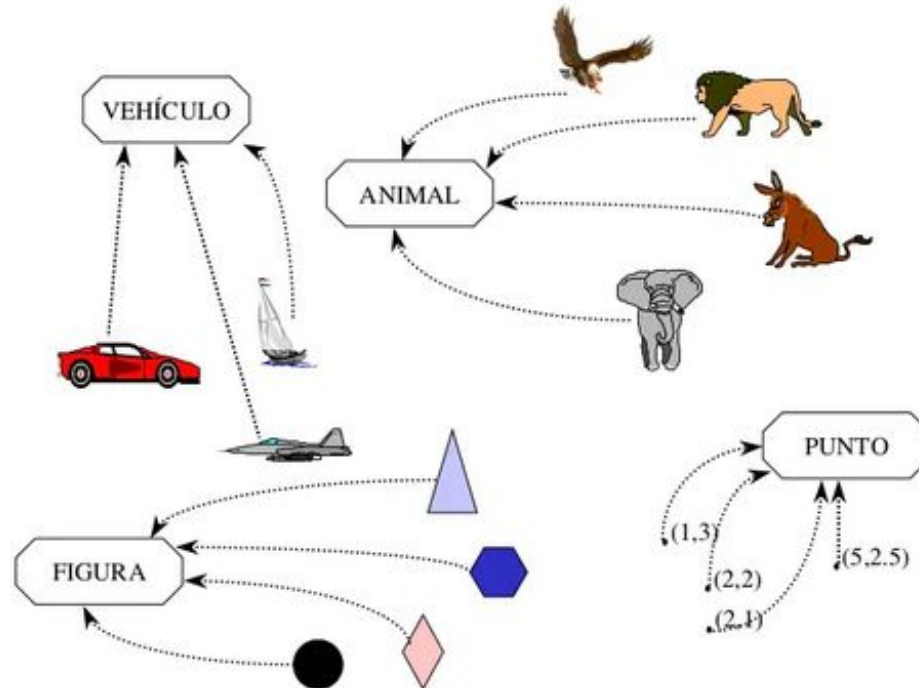 VEHÍCULO
ANIMAL
PUNTO
(1,3)
(5,2.5)
(2,2)
(2,1)
FIGURA